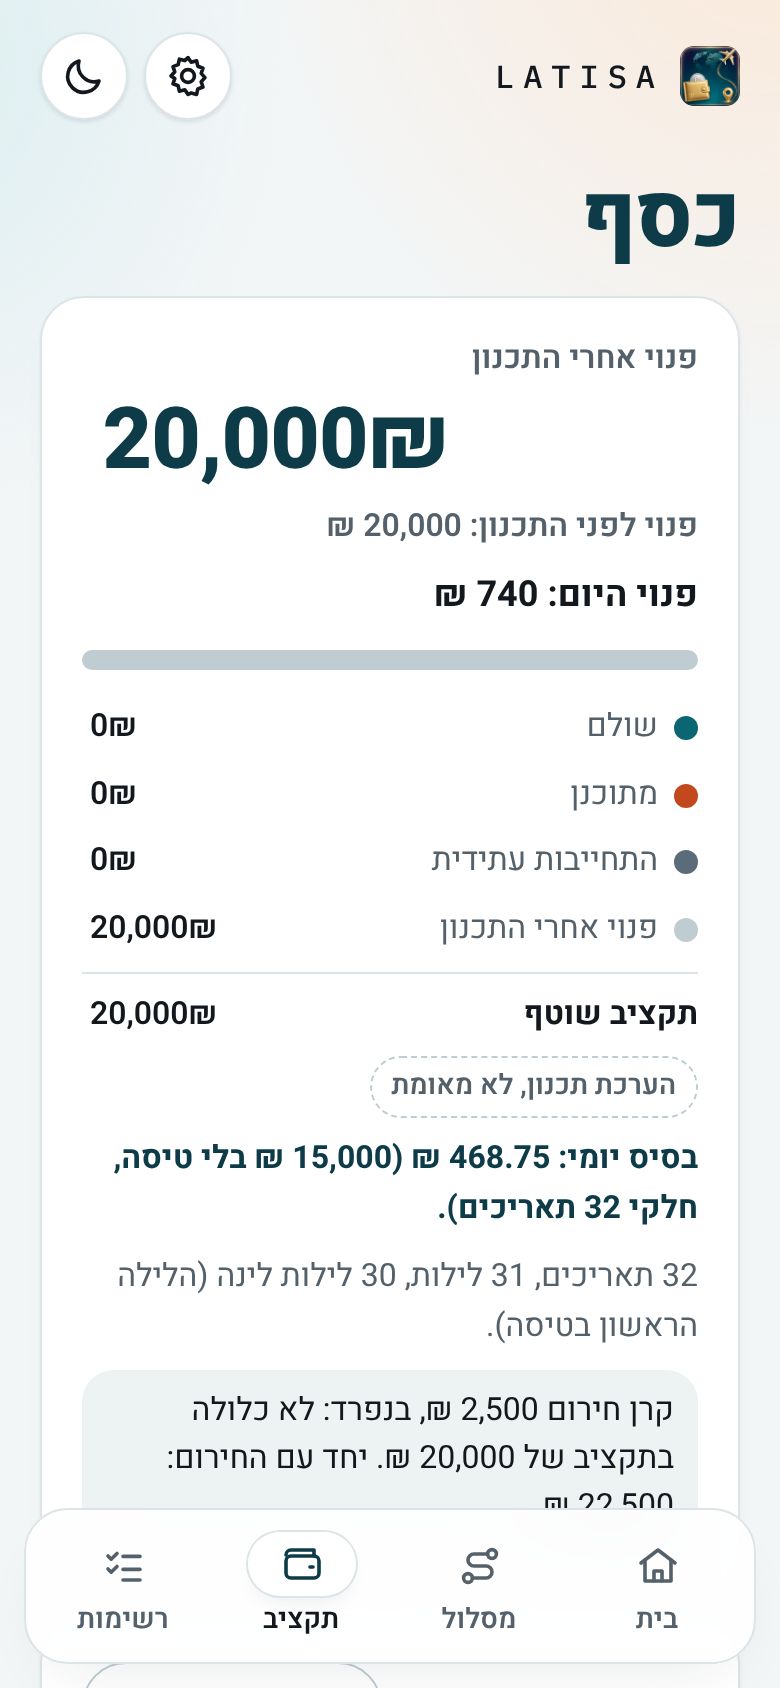 LATISA
כסף
פנוי אחרי התכנון
20,000₪
פנוי לפני התכנון: 20,000 ₪
פנוי היום: 740 ₪
שולם 0₪
מתוכנן 0₪
התחייבות עתידית 0₪
פנוי אחרי התכנון 20,000₪
תקציב שוטף 20,000₪
הערכת תכנון, לא מאומת
בסיס יומי: 468.75 ₪ (15,000 ₪ בלי טיסה,
חלקי 32 תאריכים).
32 תאריכים, 31 לילות, 30 לילות לינה (הלילה
הראשון בטיסה).
קרן חירום 2,500 ₪, בנפרד: לא כלולה
בתקציב של 20,000 ₪. יחד עם החירום:
22,500 ₪
בית
מסלול
תקציב
רשימות